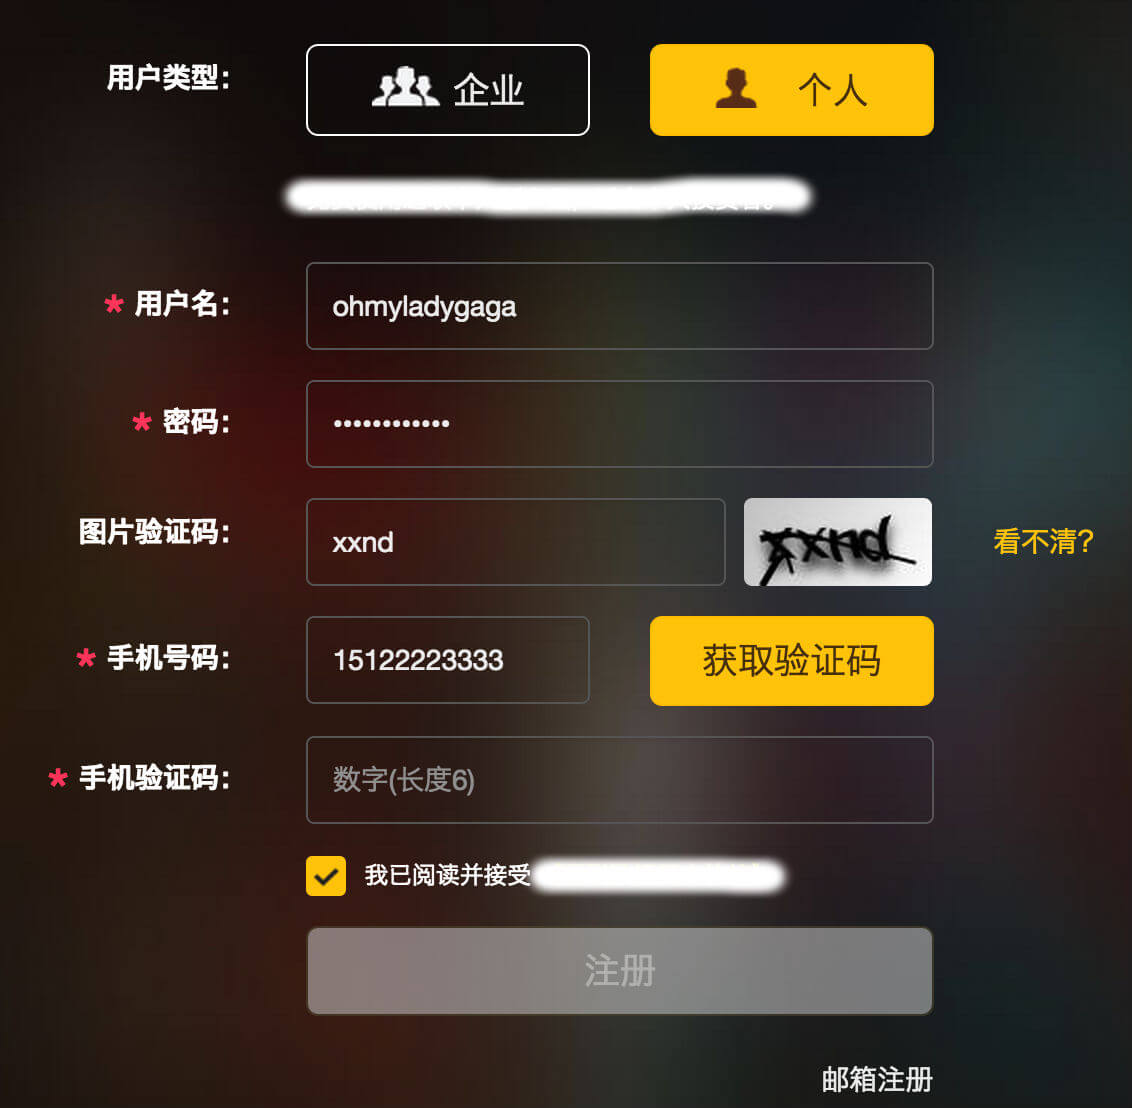 用户类型：
企业
个人
* 用户名：
ohmyladygaga
* 密码：
••••••••••••
图片验证码：
xxnd
xxnd
看不清？
* 手机号码：
15122223333
获取验证码
* 手机验证码：
数字(长度6)
我已阅读并接受
注册
邮箱注册